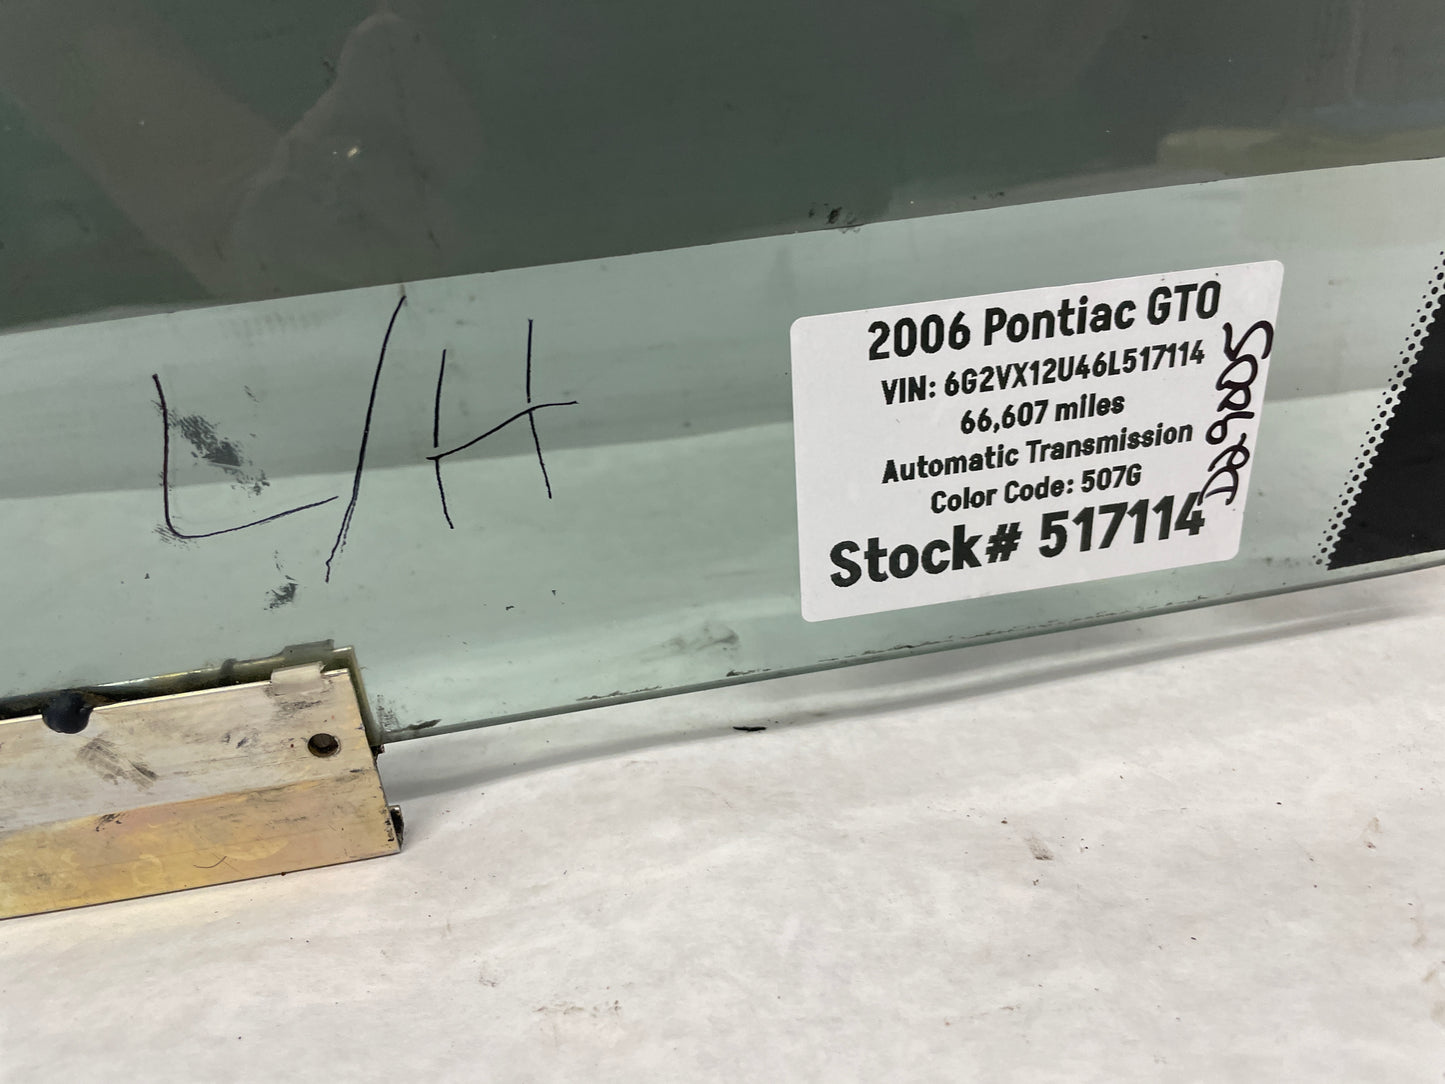 L/H
2006 Pontiac GTO
VIN: 6G2VX12U46L517114
66,607 miles
Automatic Transmission
Color Code: 507G
Stock# 517114